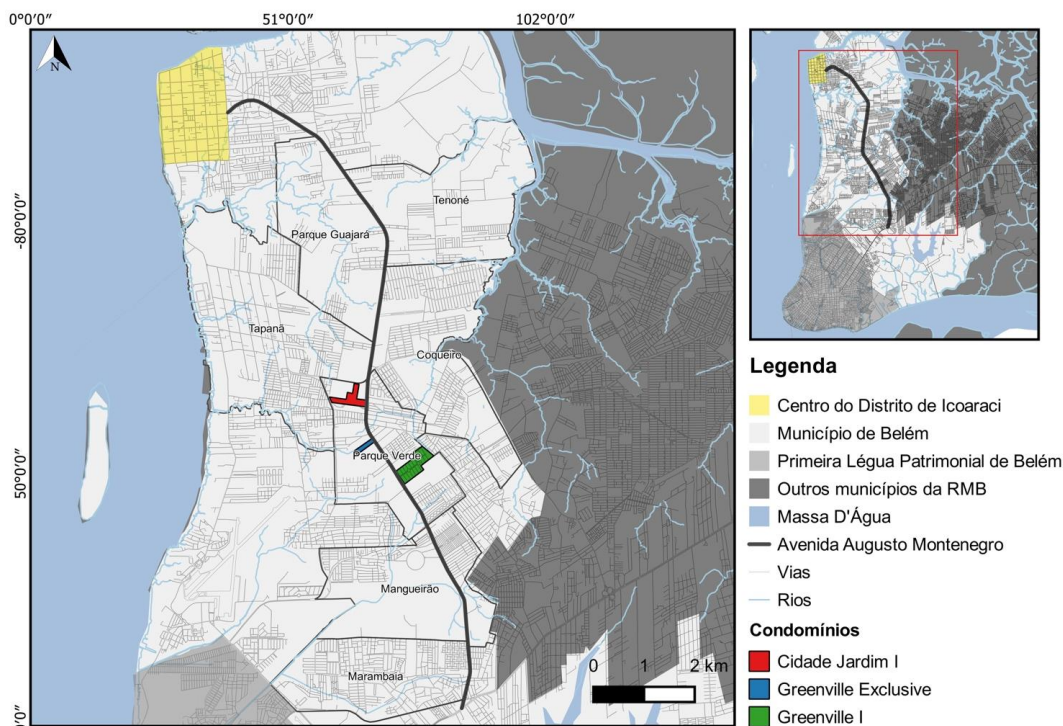 0°0′0″
51°0′0″
102°0′0″
N
-80°0′0″
50°0′0″
°0′0″
Tenoné
Parque Guajará
Tapanã
Coqueiro
Parque Verde
Mangueirão
Marambaia
0 1 2 km
Legenda
Centro do Distrito de Icoaraci
Município de Belém
Primeira Légua Patrimonial de Belém
Outros municípios da RMB
Massa D'Água
Avenida Augusto Montenegro
Vias
Rios
Condomínios
Cidade Jardim I
Greenville Exclusive
Greenville I